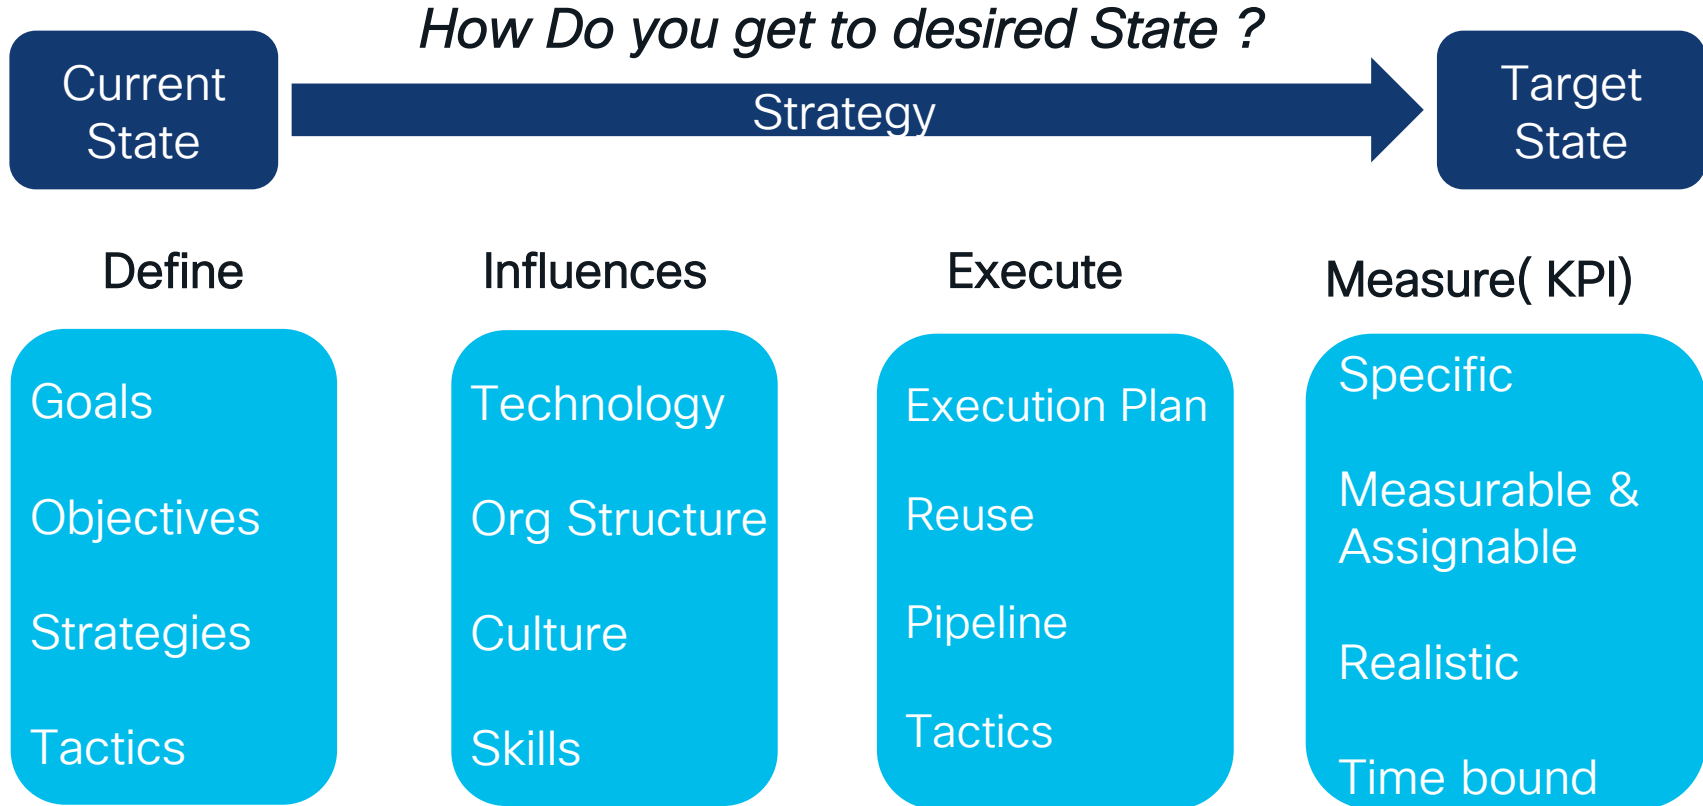 How Do you get to desired State ?
Current
State
Strategy
Target
State
Define
Goals
Objectives
Strategies
Tactics
Influences
Technology
Org Structure
Culture
Skills
Execute
Execution Plan
Reuse
Pipeline
Tactics
Measure( KPI)
Specific
Measurable &
Assignable
Realistic
Time bound